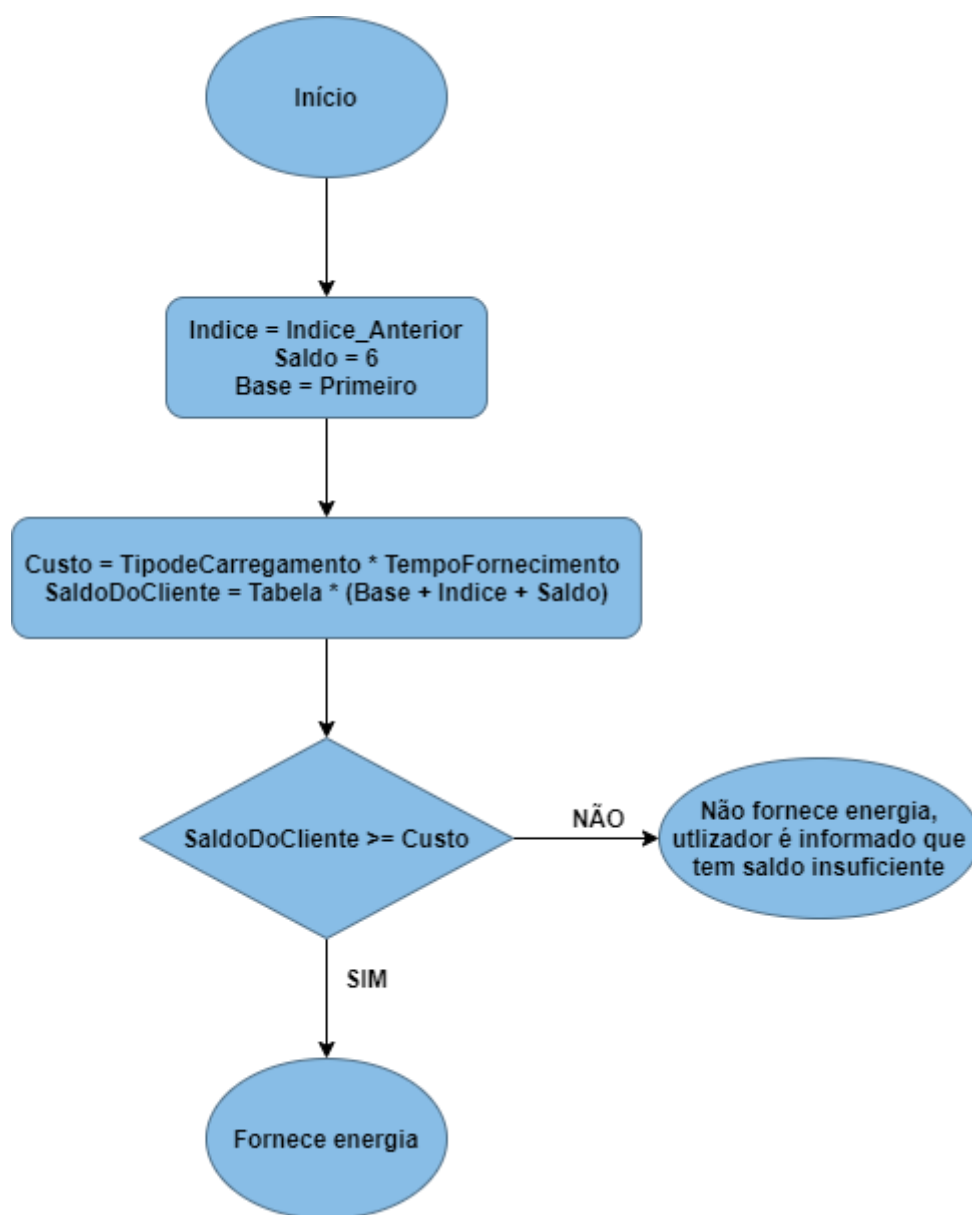 Início
Indice = Indice_Anterior
Saldo = 6
Base = Primeiro
Custo = TipodeCarregamento * TempoFornecimento
SaldoDoCliente = Tabela * (Base + Indice + Saldo)
SaldoDoCliente >= Custo
NÃO
Não fornece energia,
utlizador é informado que
tem saldo insuficiente
SIM
Fornece energia